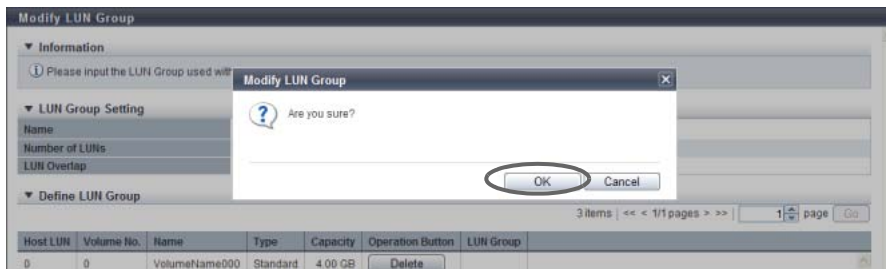 Modify LUN Group
▼ Information
Please input the LUN Group used with
Modify LUN Group
Are you sure?
OK Cancel
▼ LUN Group Setting
Name
Number of LUNs
LUN Overlap
▼ Define LUN Group
3 items | << < 1/1 pages > >> | 1 page Go
Host LUN Volume No. Name Type Capacity Operation Button LUN Group
0 0 VolumeName000 Standard 4.00 GB Delete